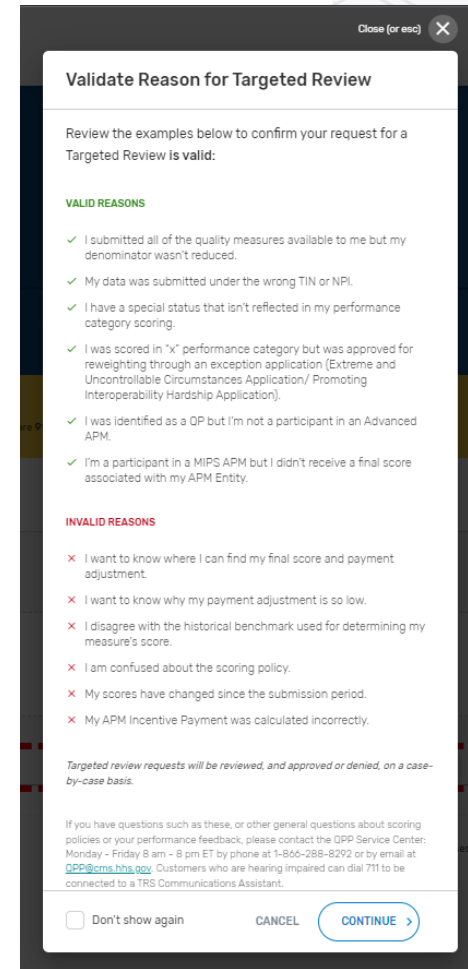 Close (or esc)
Validate Reason for Targeted Review
Review the examples below to confirm your request for a
Targeted Review is valid:
VALID REASONS
I submitted all of the quality measures available to me but my
denominator wasn't reduced.
My data was submitted under the wrong TIN or NPI.
I have a special status that isn't reflected in my performance
category scoring.
I was scored in "x" performance category but was approved for
reweighting through an exception application (Extreme and
Uncontrollable Circumstances Application/ Promoting
Interoperability Hardship Application).
I was identified as a QP but I'm not a participant in an Advanced
APM.
I'm a participant in a MIPS APM but I didn't receive a final score
associated with my APM Entity.
INVALID REASONS
I want to know where I can find my final score and payment
adjustment.
I want to know why my payment adjustment is so low.
I disagree with the historical benchmark used for determining my
measure's score.
I am confused about the scoring policy.
My scores have changed since the submission period.
My APM Incentive Payment was calculated incorrectly.
Targeted review requests will be reviewed, and approved or denied, on a case-
by-case basis.
If you have questions such as these, or other general questions about scoring
policies or your performance feedback, please contact the QPP Service Center:
Monday - Friday 8 am - 8 pm ET by phone at 1-866-288-8292 or by email at
QPP@cms.hhs.gov. Customers who are hearing impaired can dial 711 to be
connected to a TRS Communications Assistant.
Don't show again
CANCEL
CONTINUE